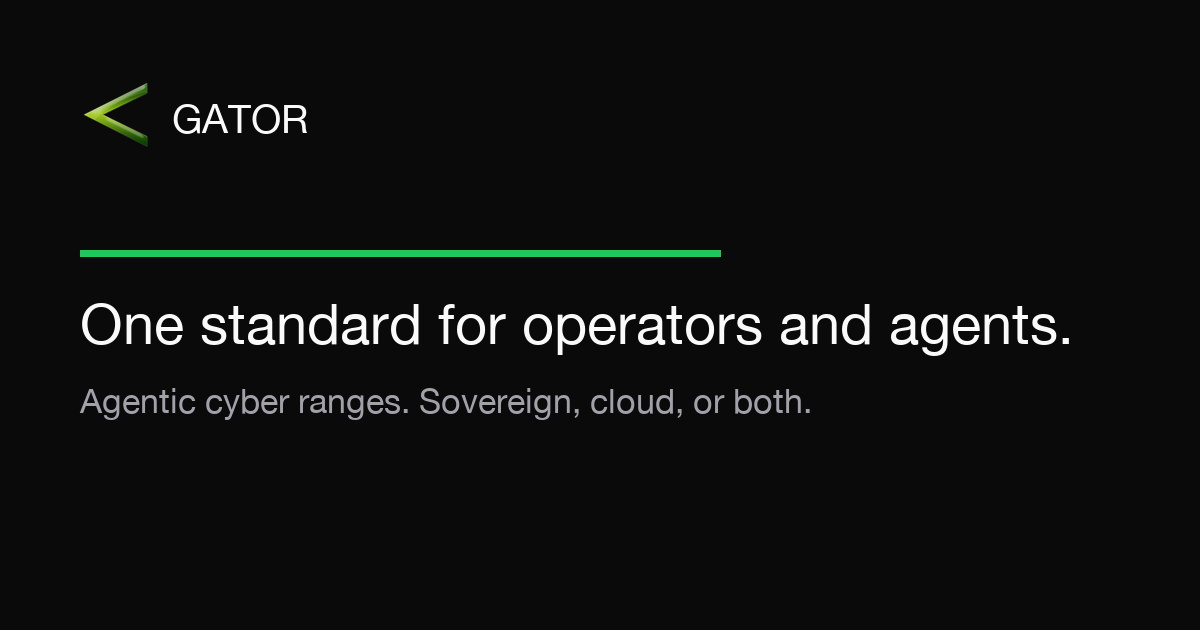 GATOR
One standard for operators and agents.
Agentic cyber ranges. Sovereign, cloud, or both.